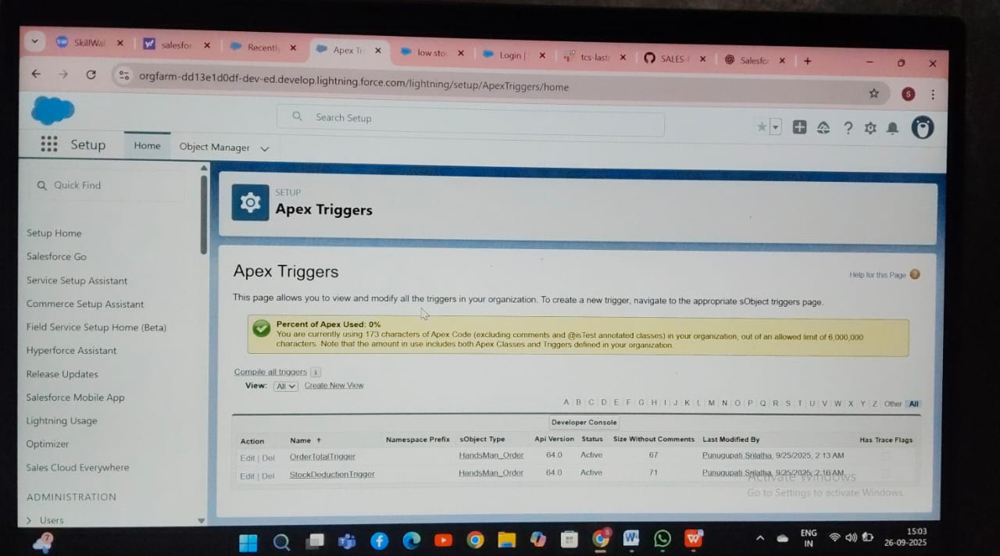 SkillWal
salesfor
Recently
Apex Tri
low stoc
Login |
tcs-lastr
SALES-F
Salesfor
orgfarm-dd13e1d0df-dev-ed.develop.lightning.force.com/lightning/setup/ApexTriggers/home
S
Search Setup
Setup
Home
Object Manager
Quick Find
Setup Home
Salesforce Go
Service Setup Assistant
Commerce Setup Assistant
Field Service Setup Home (Beta)
Hyperforce Assistant
Release Updates
Salesforce Mobile App
Lightning Usage
Optimizer
Sales Cloud Everywhere
ADMINISTRATION
Users
SETUP
Apex Triggers
Apex Triggers
Help for this Page
This page allows you to view and modify all the triggers in your organization. To create a new trigger, navigate to the appropriate sObject triggers page.
Percent of Apex Used: 0%
You are currently using 173 characters of Apex Code (excluding comments and @isTest annotated classes) in your organization, out of an allowed limit of 6,000,000
characters. Note that the amount in use includes both Apex Classes and Triggers defined in your organization.
Compile all triggers i
View: All Create New View
A B C D E F G H I J K L M N O P Q R S T U V W X Y Z Other All
Developer Console
Action Name Namespace Prefix sObject Type Api Version Status Size Without Comments Last Modified By Has Trace Flags
Edit | Del OrderTotalTrigger HandsMan_Order 64.0 Active 67 Punugupati Srilatha, 9/25/2025, 2:13 AM
Edit | Del StockDeductionTrigger HandsMan_Order 64.0 Active 71 Punugupati Srilatha, 9/25/2025, 2:16 AM
Activate Windows
Go to Settings to activate Windows.
ENG
IN
15:03
26-09-2025